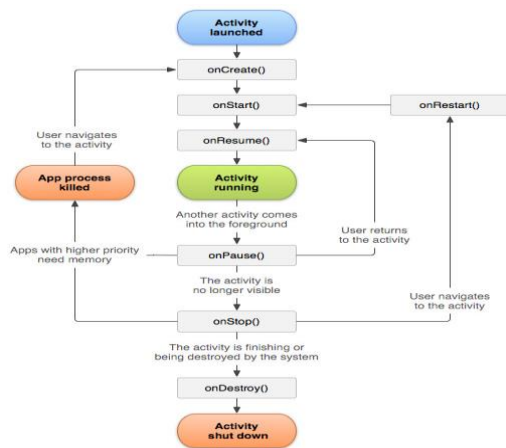 Activity
launched
onCreate()
onStart()
onRestart()
User navigates
to the activity
onResume()
App process
killed
Activity
running
Another activity comes
into the foreground
User returns
to the activity
Apps with higher priority
need memory
onPause()
The activity is
no longer visible
User navigates
to the activity
onStop()
The activity is finishing or
being destroyed by the system
onDestroy()
Activity
shut down